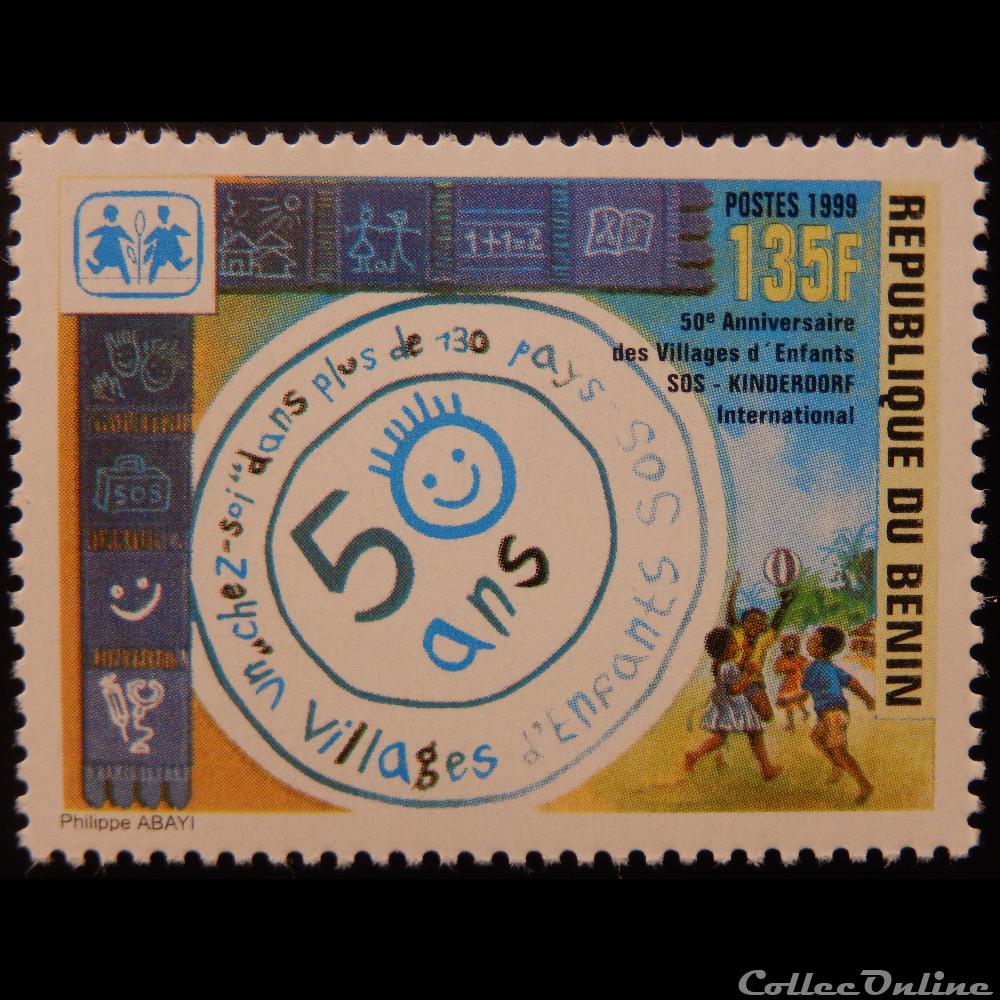 POSTES 1999
135F
50e Anniversaire
des Villages d'Enfants
SOS - KINDERDORF
International
REPUBLIQUE DU BENIN
1+1=2
A
SOS
un„chez-soi“dans plus de 130 pays-SOS
Villages d'Enfants SOS-
50
ans
Philippe ABAYI
CollecOnline